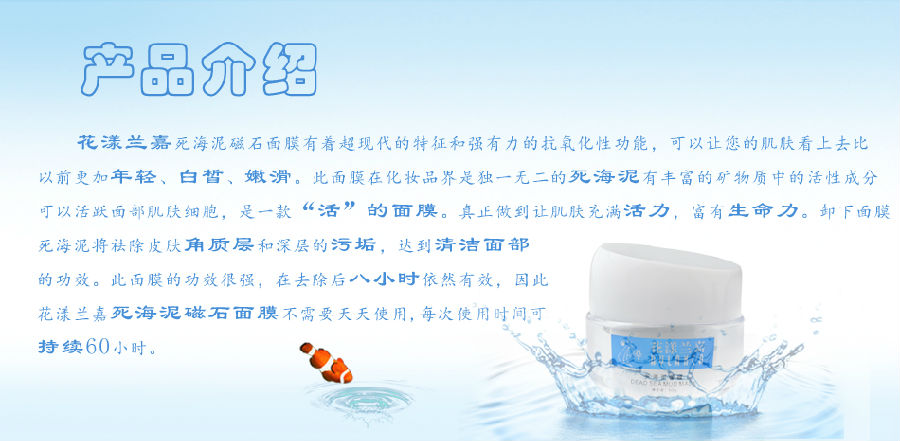 产品介绍
花漾兰嘉死海泥磁石面膜有着超现代的特征和强有力的抗氧化性功能，可以让您的肌肤看上去比
以前更加年轻、白皙、嫩滑。此面膜在化妆品界是独一无二的死海泥有丰富的矿物质中的活性成分
可以活跃面部肌肤细胞，是一款“活”的面膜。真正做到让肌肤充满活力，富有生命力。卸下面膜
死海泥将祛除皮肤角质层和深层的污垢，达到清洁面部
的功效。此面膜的功效很强，在去除后八小时依然有效，因此
花漾兰嘉死海泥磁石面膜不需要天天使用,每次使用时间可
持续60小时。
DEAD SEA MUD MASK